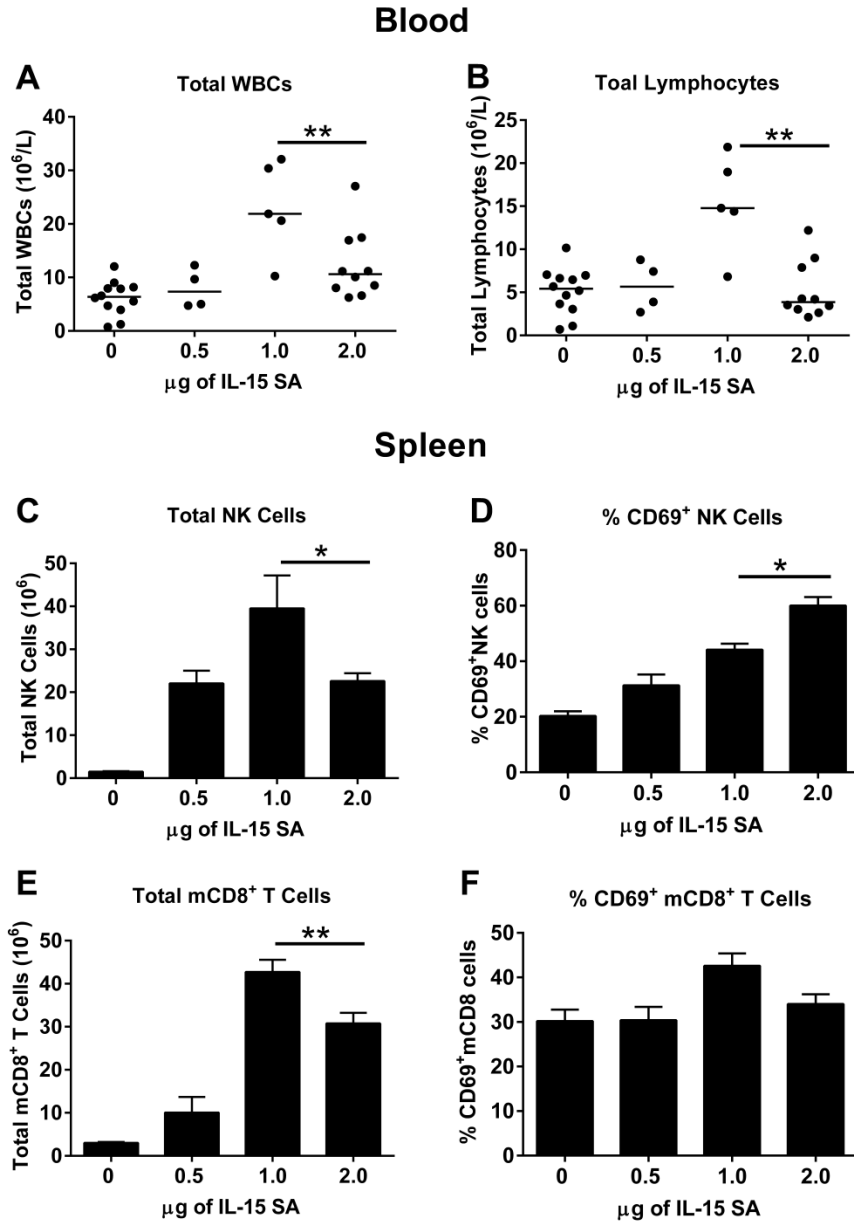 Blood
A
Total WBCs
Total WBCs (10⁶/L)
40
30
20
10
0
**
0 0.5 1.0 2.0
μg of IL-15 SA
B
Toal Lymphocytes
Total Lymphocytes (10⁶/L)
25
20
15
10
5
0
**
0 0.5 1.0 2.0
μg of IL-15 SA
Spleen
C
Total NK Cells
Total NK Cells (10⁶)
50
40
30
20
10
0
*
0 0.5 1.0 2.0
μg of IL-15 SA
D
% CD69⁺ NK Cells
% CD69⁺NK cells
80
60
40
20
0
*
0 0.5 1.0 2.0
μg of IL-15 SA
E
Total mCD8⁺ T Cells
Total mCD8⁺ T Cells (10⁶)
50
40
30
20
10
0
**
0 0.5 1.0 2.0
μg of IL-15 SA
F
% CD69⁺ mCD8⁺ T Cells
% CD69⁺mCD8 cells
50
40
30
20
10
0
0 0.5 1.0 2.0
μg of IL-15 SA